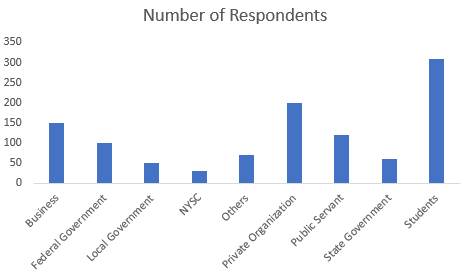 Number of Respondents
350
300
250
200
150
100
50
0
Business
Federal Government
Local Government
NYSC
Others
Private Organization
Public Servant
State Government
Students